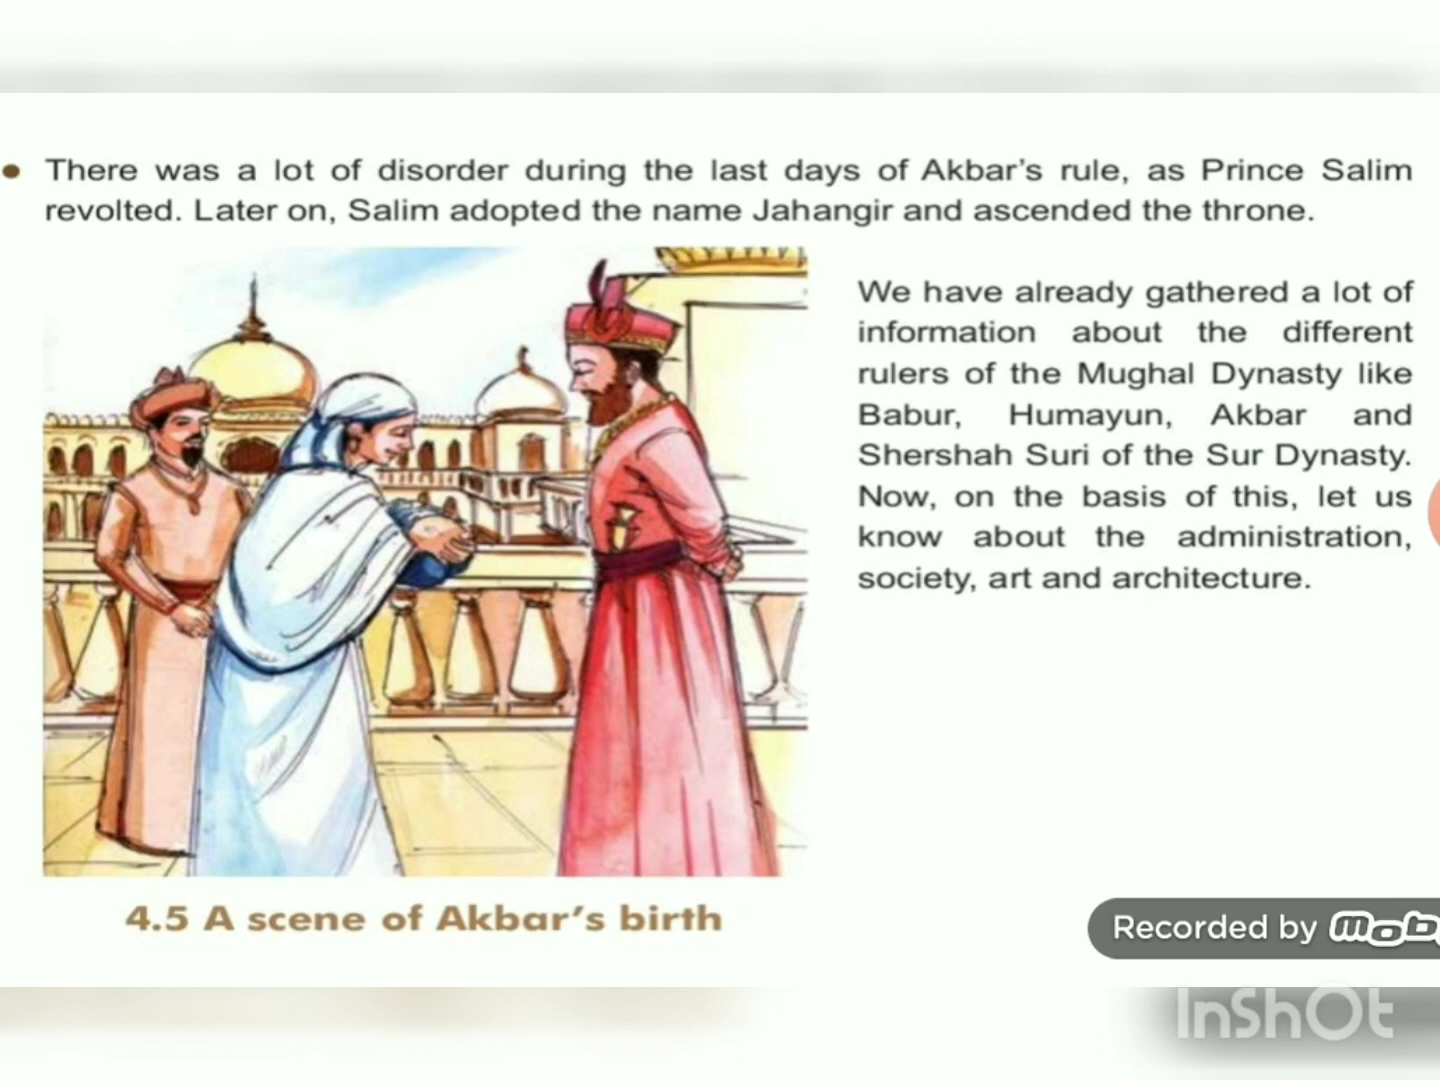 • There was a lot of disorder during the last days of Akbar's rule, as Prince Salim
revolted. Later on, Salim adopted the name Jahangir and ascended the throne.
We have already gathered a lot of
information about the different
rulers of the Mughal Dynasty like
Babur, Humayun, Akbar and
Shershah Suri of the Sur Dynasty.
Now, on the basis of this, let us
know about the administration,
society, art and architecture.
4.5 A scene of Akbar's birth
Recorded by
InShOt